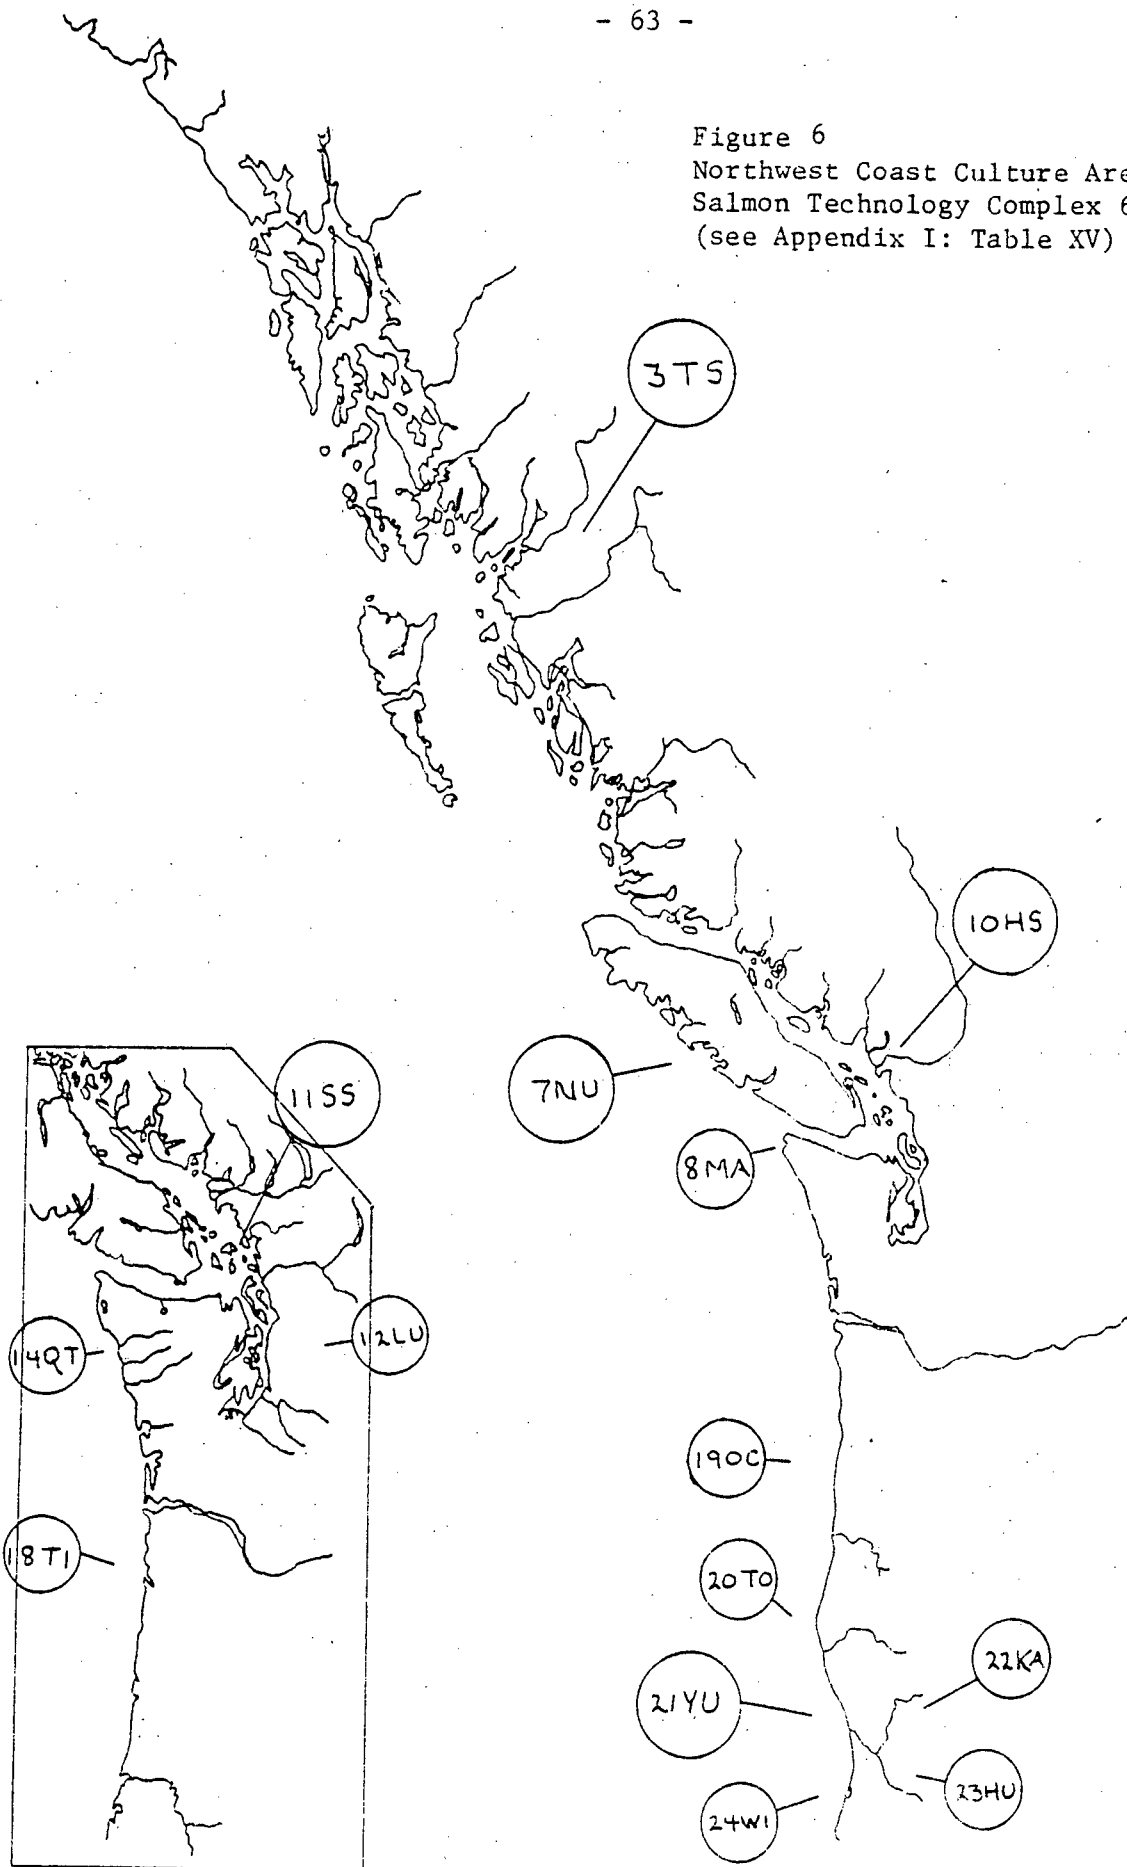 - 63 -
Figure 6
Northwest Coast Culture Are
Salmon Technology Complex 6
(see Appendix I: Table XV)
3TS
10HS
7NU
8MA
11SS
14QT
12LU
18TI
19OC
20TO
21YU
22KA
23HU
24WI